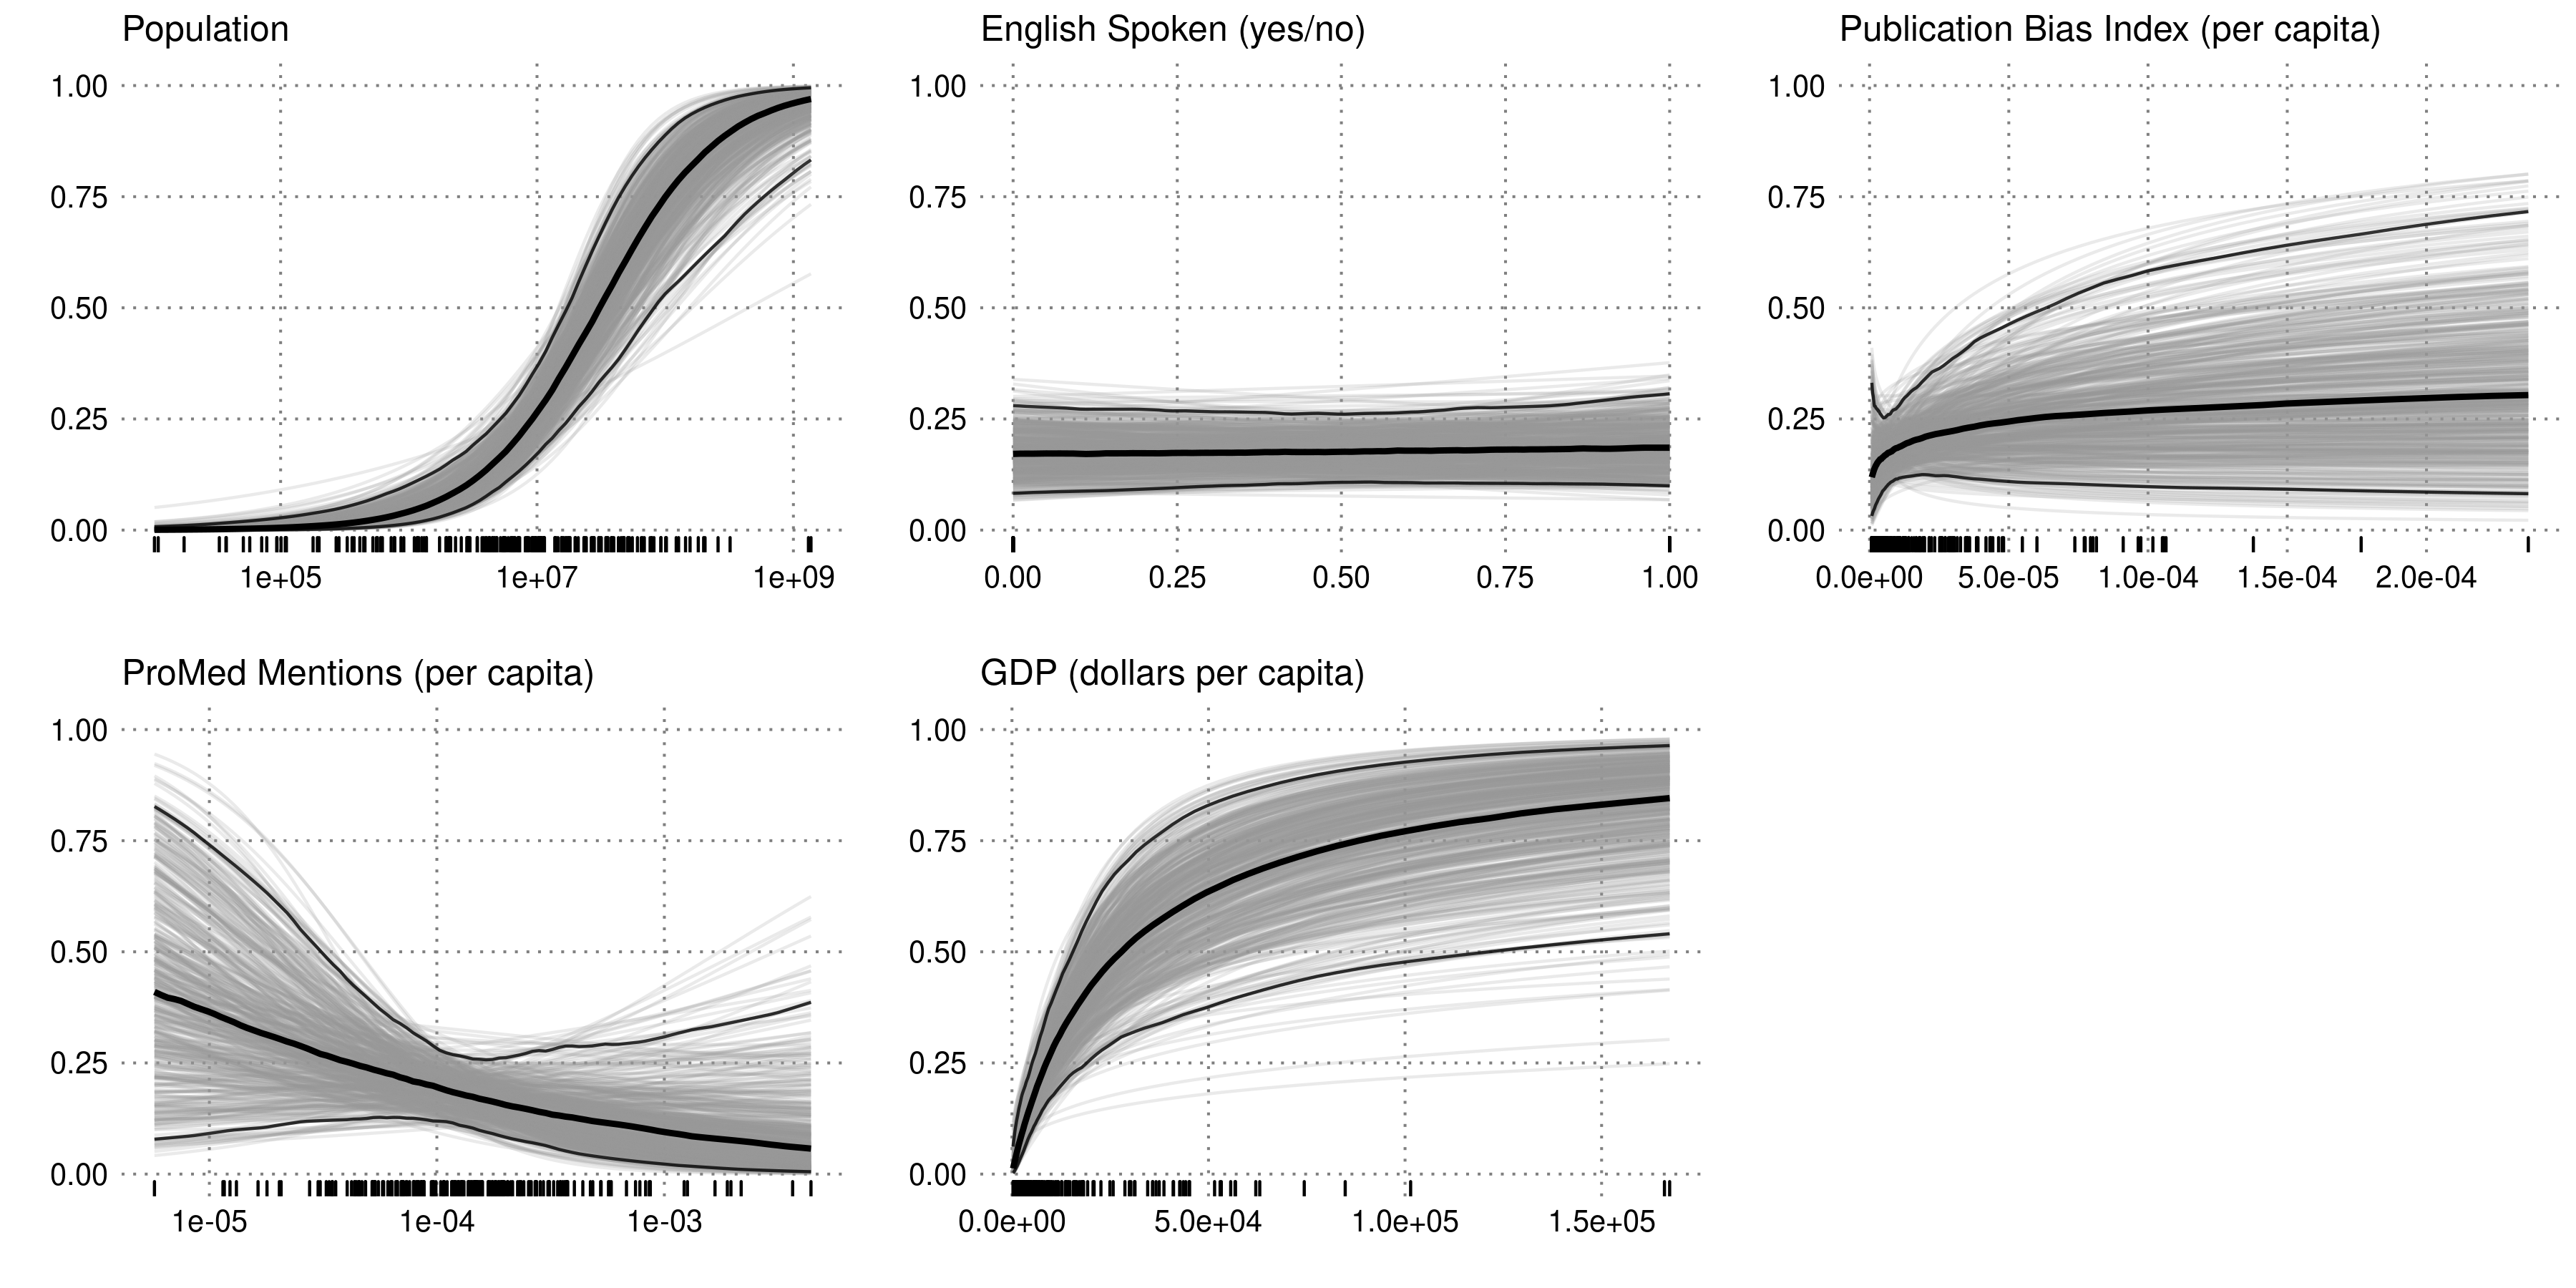 Population
1.00
0.75
0.50
0.25
0.00
1e+05 1e+07 1e+09
English Spoken (yes/no)
1.00
0.75
0.50
0.25
0.00
0.00 0.25 0.50 0.75 1.00
Publication Bias Index (per capita)
1.00
0.75
0.50
0.25
0.00
0.0e+00 5.0e-05 1.0e-04 1.5e-04 2.0e-04
ProMed Mentions (per capita)
1.00
0.75
0.50
0.25
0.00
1e-05 1e-04 1e-03
GDP (dollars per capita)
1.00
0.75
0.50
0.25
0.00
0.0e+00 5.0e+04 1.0e+05 1.5e+05